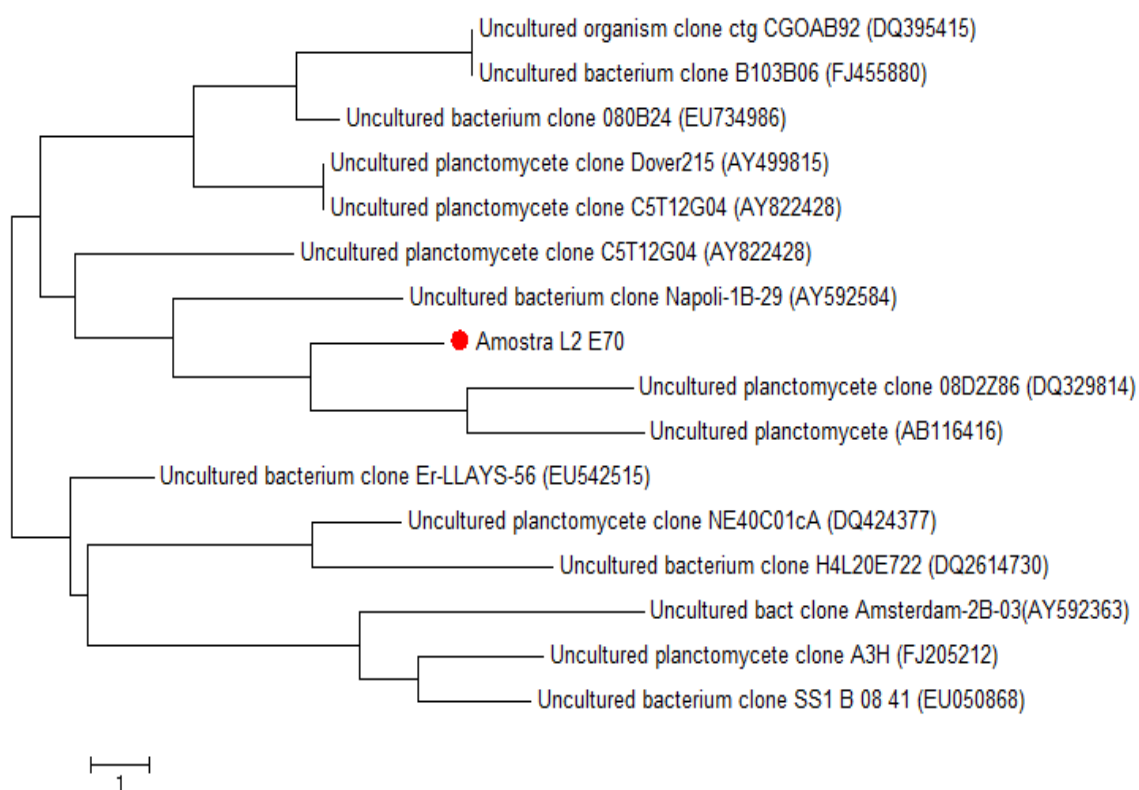 Uncultured organism clone ctg CGOAB92 (DQ395415)
Uncultured bacterium clone B103B06 (FJ455880)
Uncultured bacterium clone 080B24 (EU734986)
Uncultured planctomycete clone Dover215 (AY499815)
Uncultured planctomycete clone C5T12G04 (AY822428)
Uncultured planctomycete clone C5T12G04 (AY822428)
Uncultured bacterium clone Napoli-1B-29 (AY592584)
Amostra L2 E70
Uncultured planctomycete clone 08D2Z86 (DQ329814)
Uncultured planctomycete (AB116416)
Uncultured bacterium clone Er-LLAYS-56 (EU542515)
Uncultured planctomycete clone NE40C01cA (DQ424377)
Uncultured bacterium clone H4L20E722 (DQ2614730)
Uncultured bact clone Amsterdam-2B-03(AY592363)
Uncultured planctomycete clone A3H (FJ205212)
Uncultured bacterium clone SS1 B 08 41 (EU050868)
1